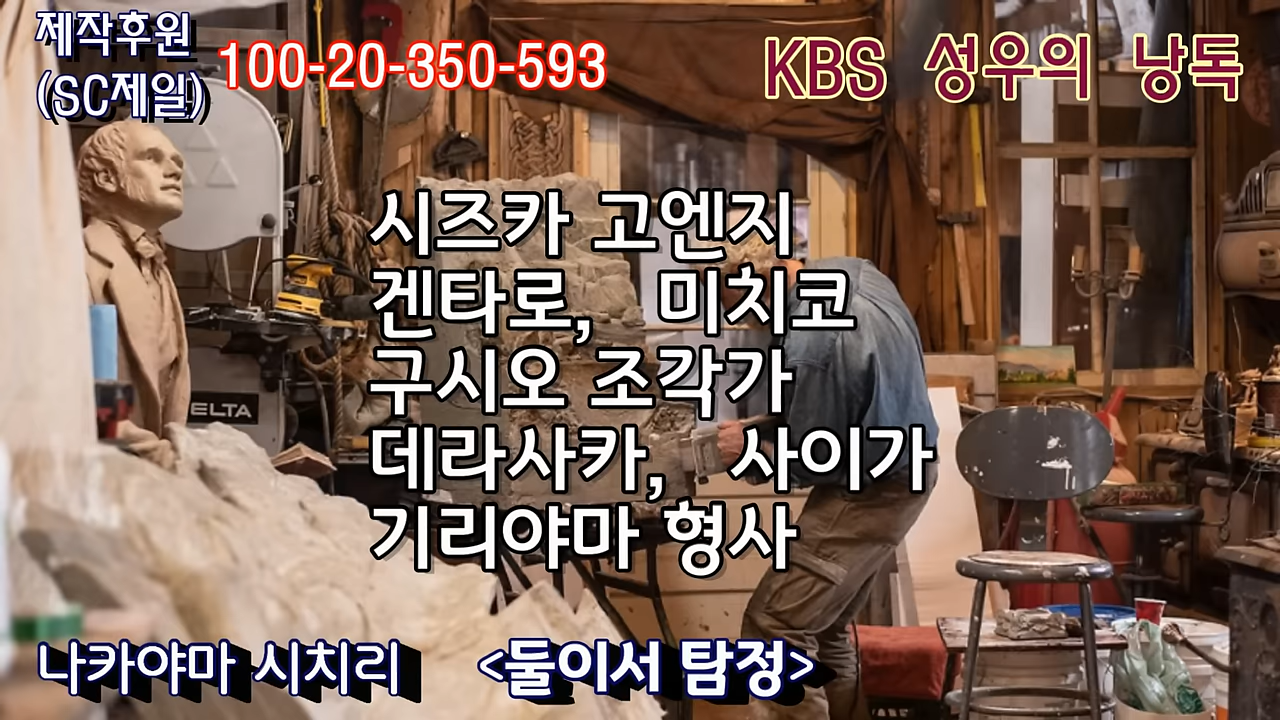 제작후원
(SC제일)
100-20-350-593
KBS 성우의 낭독
시즈카 고엔지
겐타로, 미치코
구시오 조각가
데라사카, 사이가
기리야마 형사
ELTA
나카야마 시치리 <둘이서 탐정>